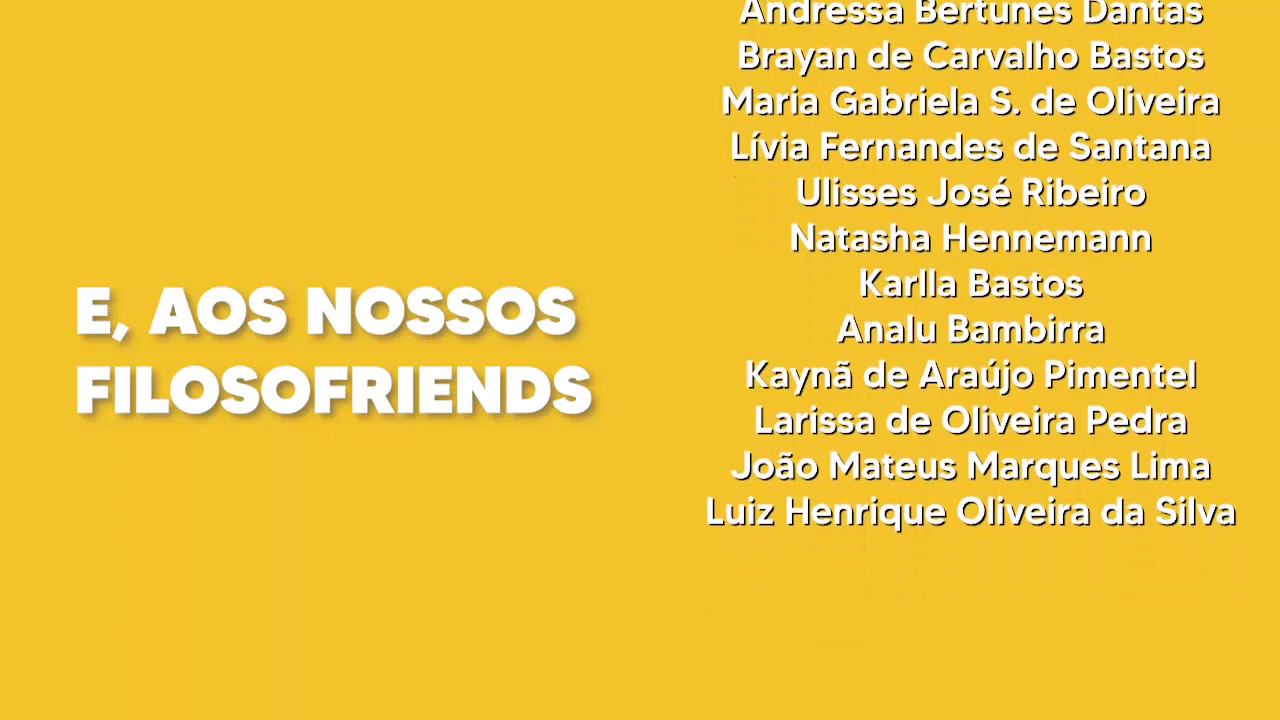 E, AOS NOSSOS
FILOSOFRIENDS
Andressa Bertunes Dantas
Brayan de Carvalho Bastos
Maria Gabriela S. de Oliveira
Lívia Fernandes de Santana
Ulisses José Ribeiro
Natasha Hennemann
Karlla Bastos
Analu Bambirra
Kaynã de Araújo Pimentel
Larissa de Oliveira Pedra
João Mateus Marques Lima
Luiz Henrique Oliveira da Silva